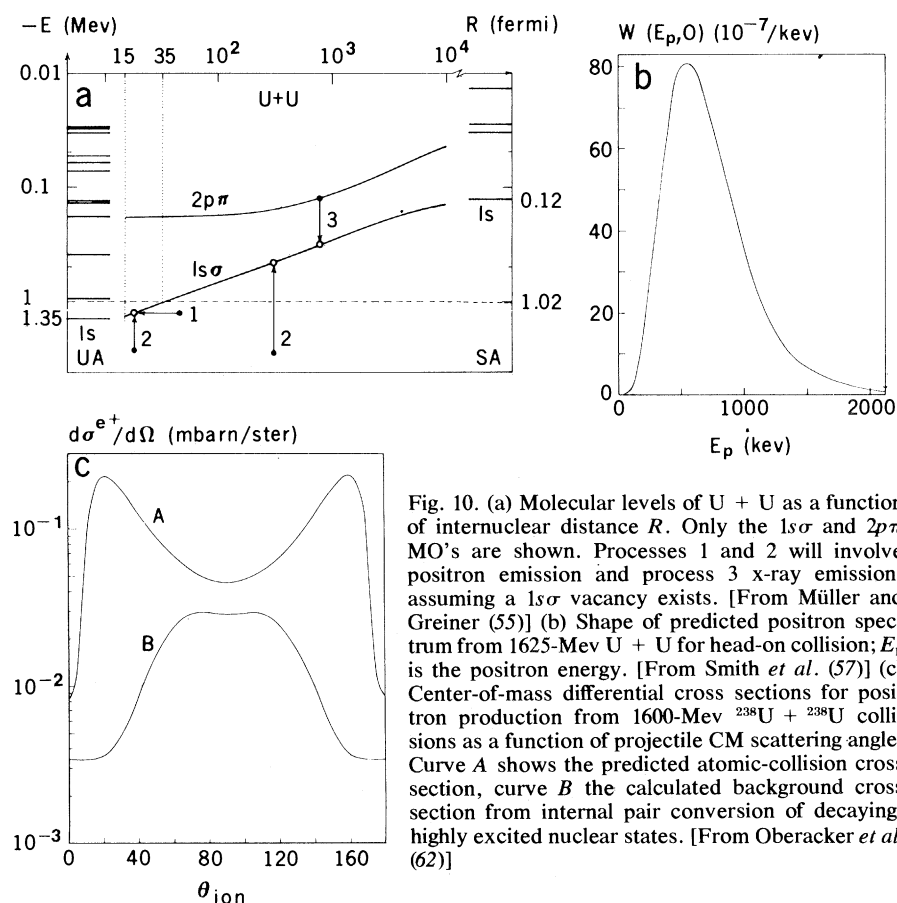 −E (Mev)
R (fermi)
15 35 10² 10³ 10⁴
0.01
a
U+U
0.1
2pπ
3
Is
0.12
Isσ
1
1.02
1
1.35
Is
2
2
UA
SA
W (Eₚ,O) (10⁻⁷/kev)
80
b
60
40
20
0
0 1000 2000
Eₚ (kev)
dσᵉ⁺/dΩ (mbarn/ster)
C
A
10⁻¹
B
10⁻²
10⁻³
0 40 80 120 160
θion
Fig. 10. (a) Molecular levels of U + U as a function
of internuclear distance R. Only the 1sσ and 2pπ
MO's are shown. Processes 1 and 2 will involve
positron emission and process 3 x-ray emission
assuming a 1sσ vacancy exists. [From Müller and
Greiner (55)] (b) Shape of predicted positron spec-
trum from 1625-Mev U + U for head-on collision; Eₚ
is the positron energy. [From Smith et al. (57)] (c
Center-of-mass differential cross sections for posi-
tron production from 1600-Mev ²³⁸U + ²³⁸U colli
sions as a function of projectile CM scattering angle
Curve A shows the predicted atomic-collision cross
section, curve B the calculated background cross
section from internal pair conversion of decaying
highly excited nuclear states. [From Oberacker et al
(62)]